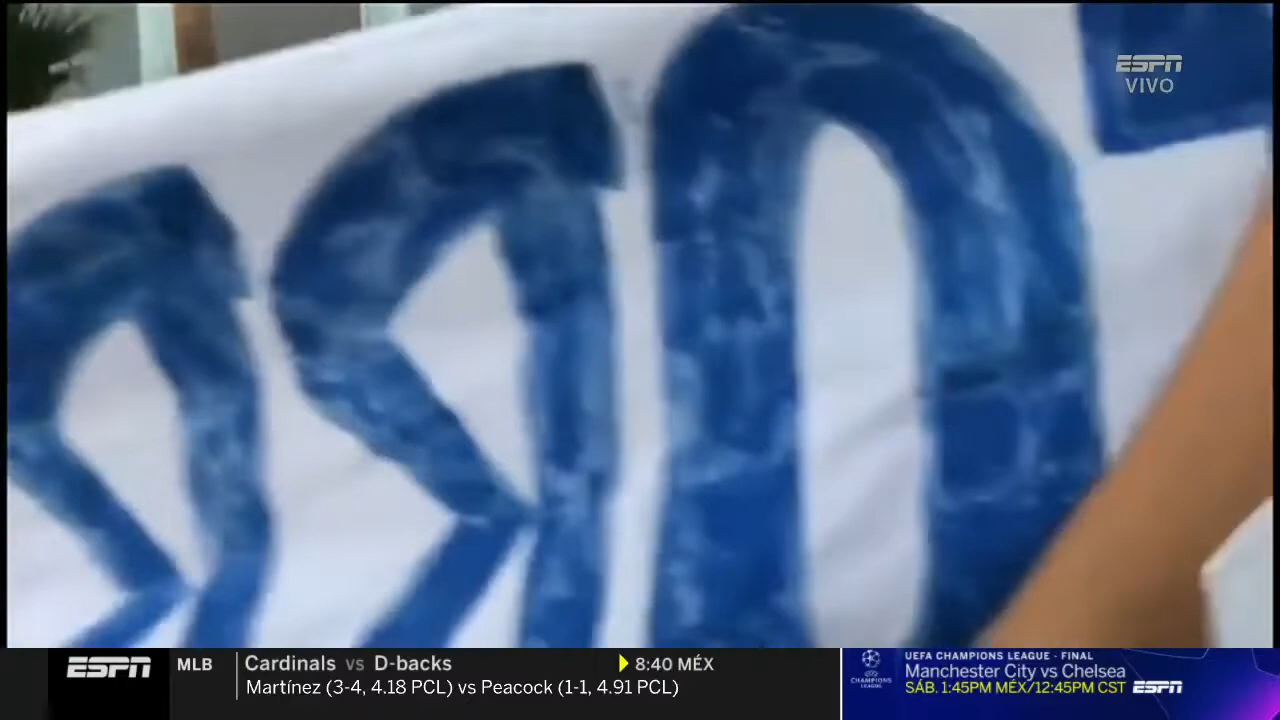 ESPN
VIVO
ESPN
MLB
Cardinals vs D-backs
8:40 MÉX
Martínez (3-4, 4.18 PCL) vs Peacock (1-1, 4.91 PCL)
CHAMPIONS
LEAGUE
UEFA CHAMPIONS LEAGUE - FINAL
Manchester City vs Chelsea
SÁB. 1:45PM MÉX/12:45PM CST
ESPN